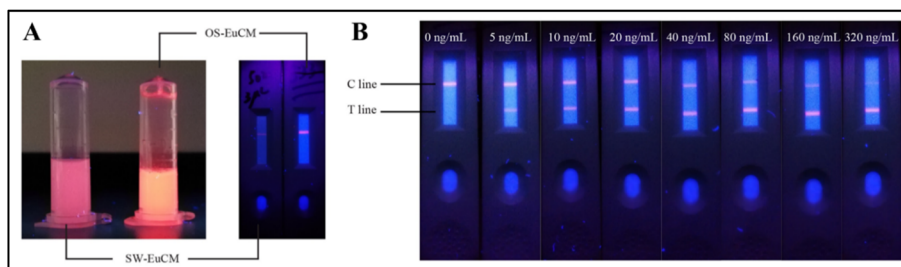 A
OS-EuCM
SW-EuCM
B
0 ng/mL 5 ng/mL 10 ng/mL 20 ng/mL 40 ng/mL 80 ng/mL 160 ng/mL 320 ng/mL
C line
T line